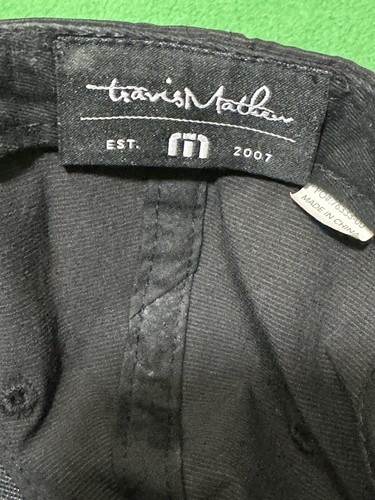 travisMathew
EST. m 2007
MADE IN CHINA